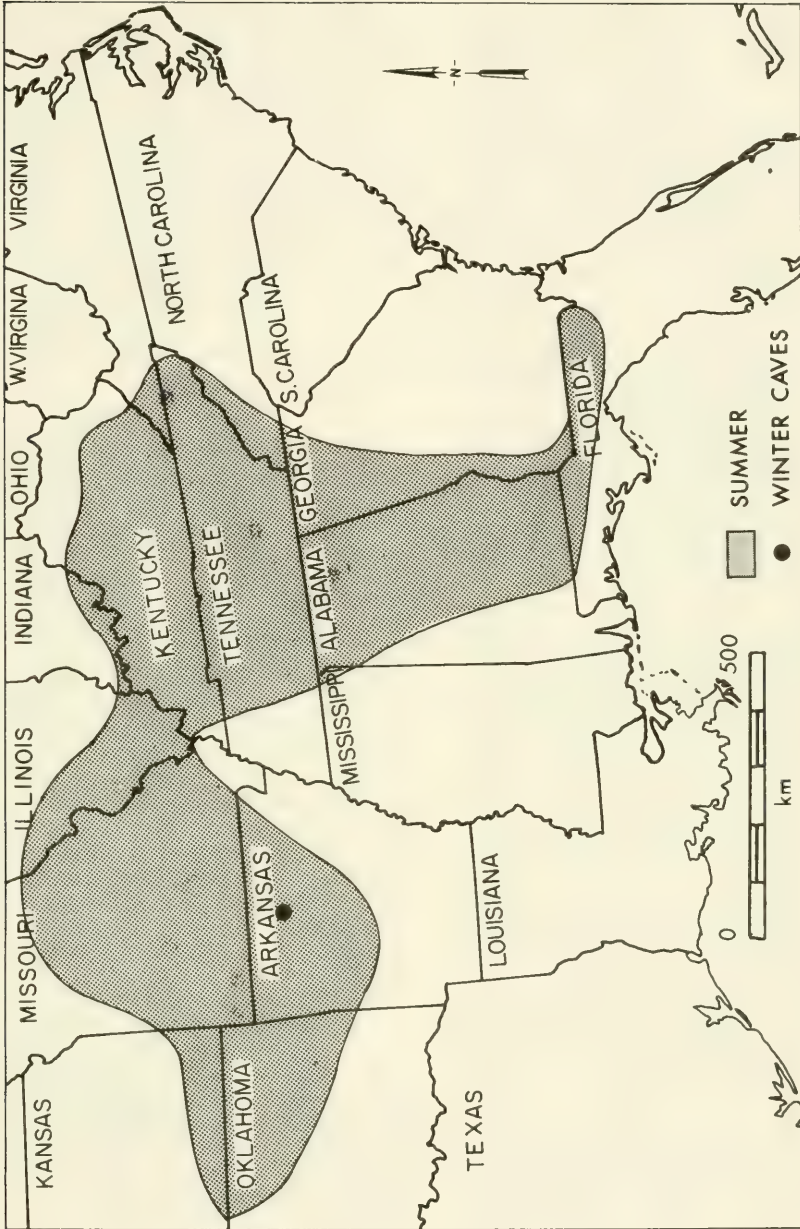 KANSAS
MISSOURI
ILLINOIS
INDIANA
OHIO
W.VIRGINA
VIRGINIA
KENTUCKY
NORTH CAROLINA
OKLAHOMA
ARKANSAS
TENNESSEE
MISSISSIPPI
ALABAMA
GEORGIA
S.CAROLINA
N
TEXAS
LOUISIANA
FLORIDA
0
500
km
SUMMER
WINTER CAVES